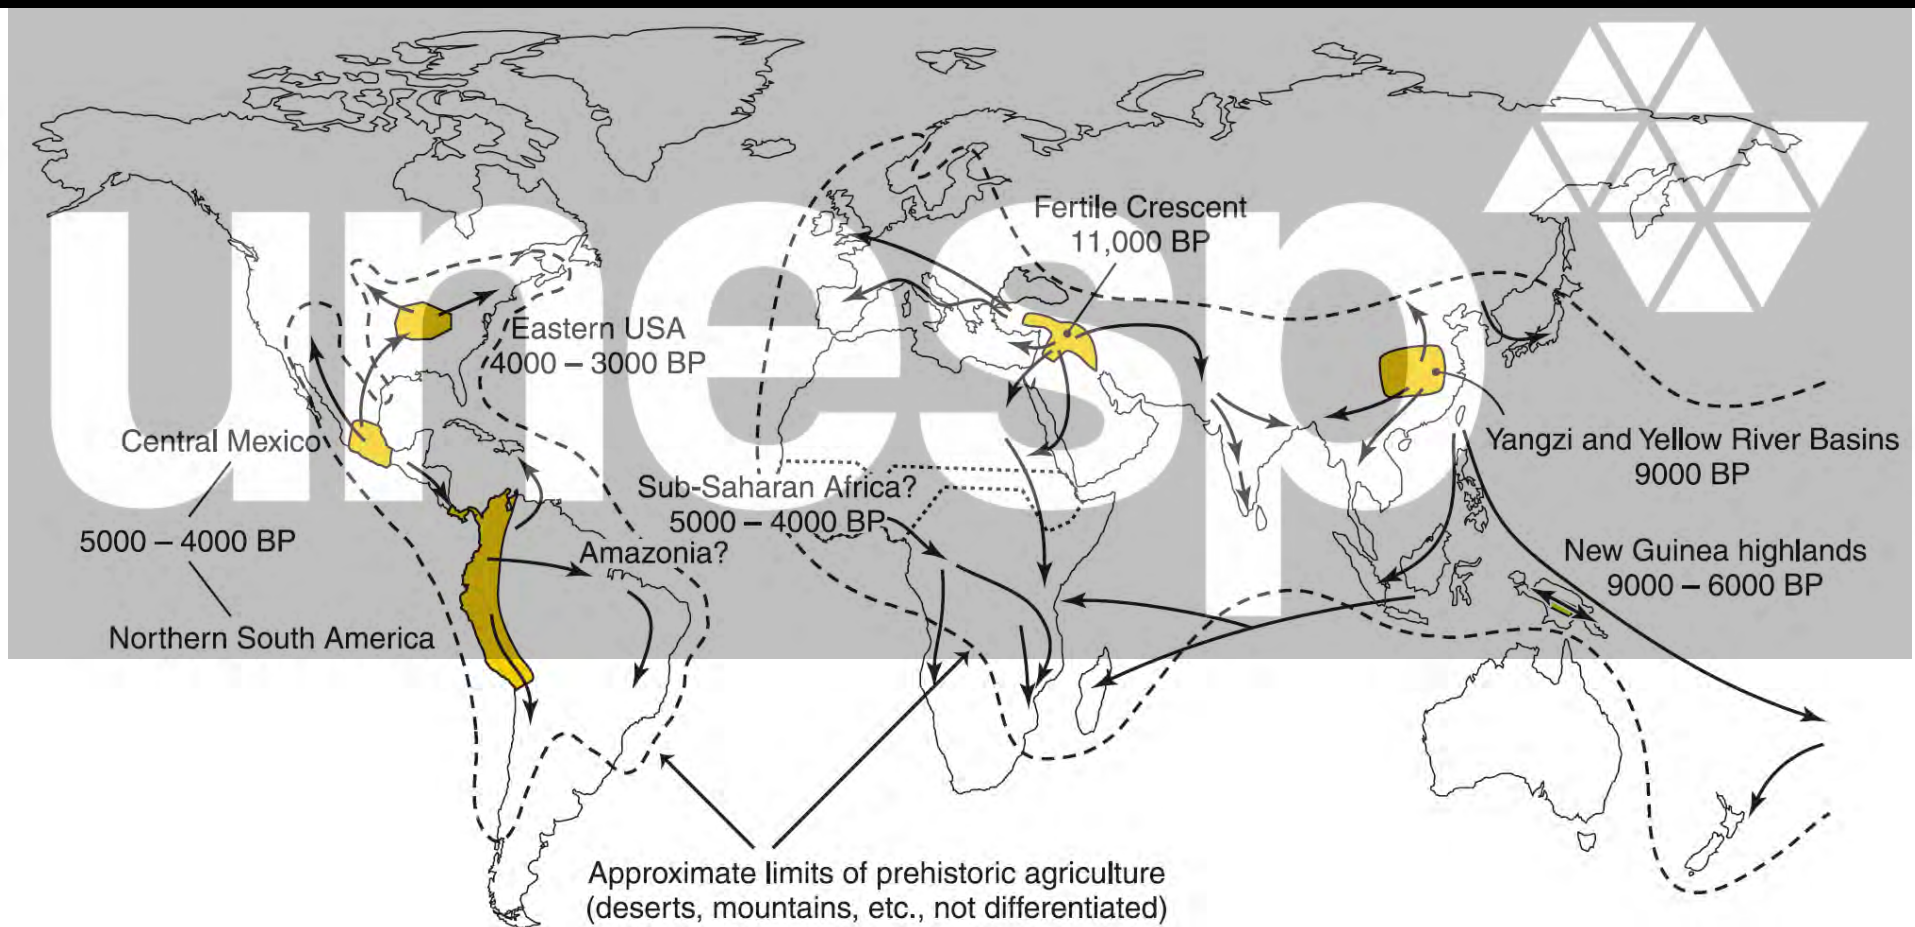 unesp
Fertile Crescent
11,000 BP
Eastern USA
4000 – 3000 BP
Central Mexico
5000 – 4000 BP
Northern South America
Sub-Saharan Africa?
5000 – 4000 BP
Amazonia?
Yangzi and Yellow River Basins
9000 BP
New Guinea highlands
9000 – 6000 BP
Approximate limits of prehistoric agriculture
(deserts, mountains, etc., not differentiated)